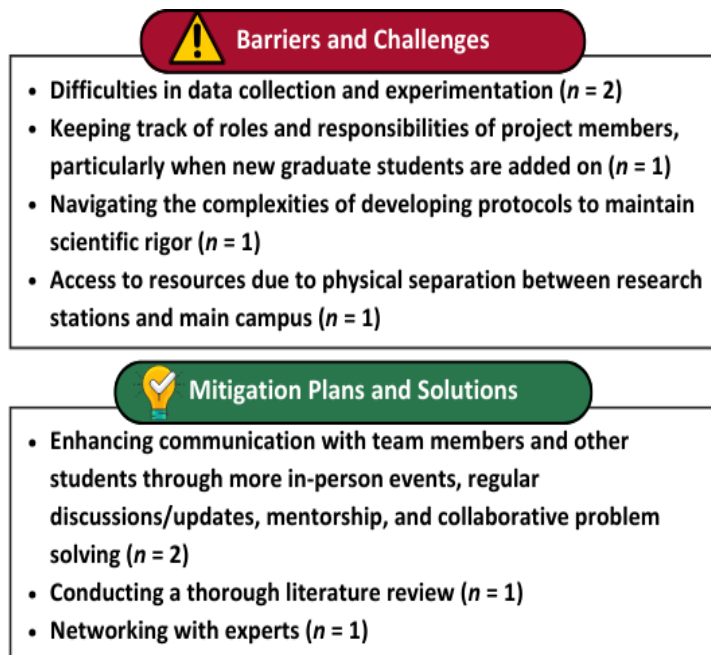 Barriers and Challenges
• Difficulties in data collection and experimentation (n = 2)
• Keeping track of roles and responsibilities of project members,
particularly when new graduate students are added on (n = 1)
• Navigating the complexities of developing protocols to maintain
scientific rigor (n = 1)
• Access to resources due to physical separation between research
stations and main campus (n = 1)
Mitigation Plans and Solutions
• Enhancing communication with team members and other
students through more in-person events, regular
discussions/updates, mentorship, and collaborative problem
solving (n = 2)
• Conducting a thorough literature review (n = 1)
• Networking with experts (n = 1)